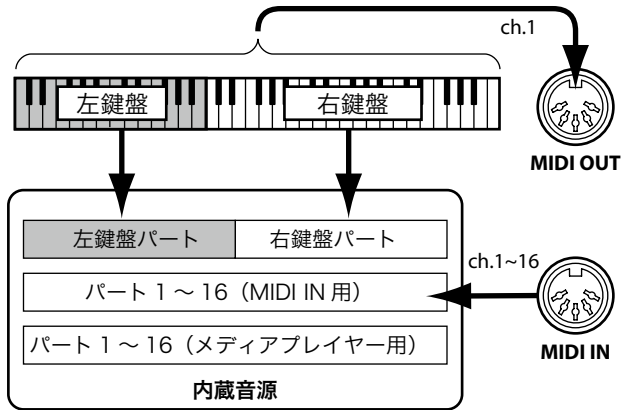 ch.1
左鍵盤
右鍵盤
MIDI OUT
左鍵盤パート
右鍵盤パート
ch.1~16
パート 1 ～ 16（MIDI IN 用）
MIDI IN
パート 1 ～ 16（メディアプレイヤー用）
内蔵音源